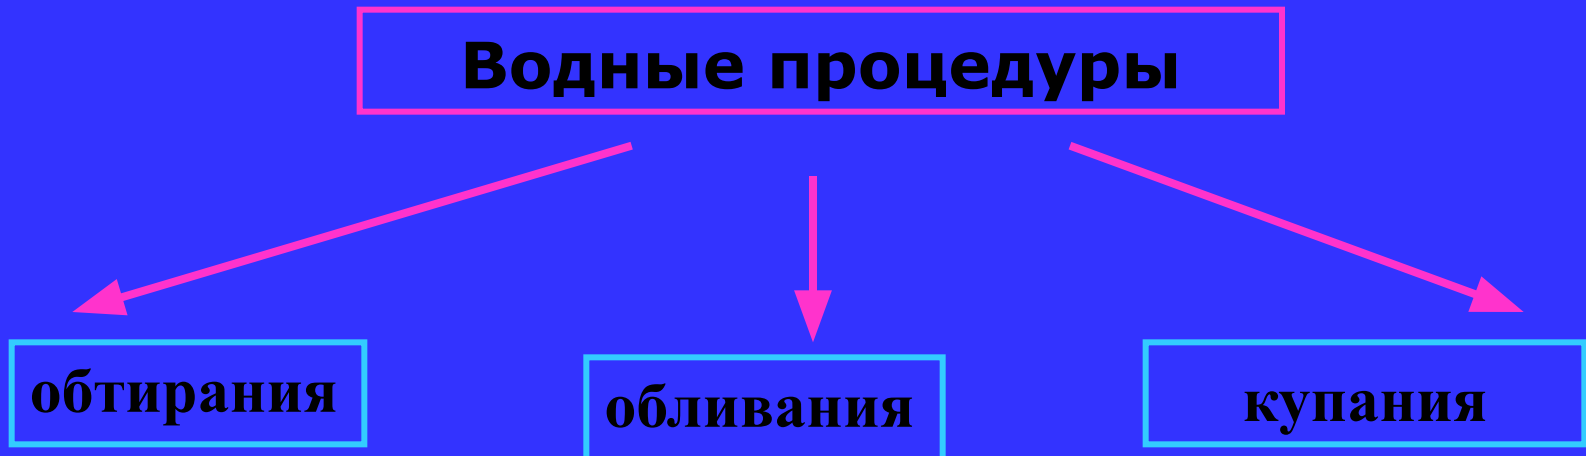 Водные процедуры
обтирания
обливания
купания